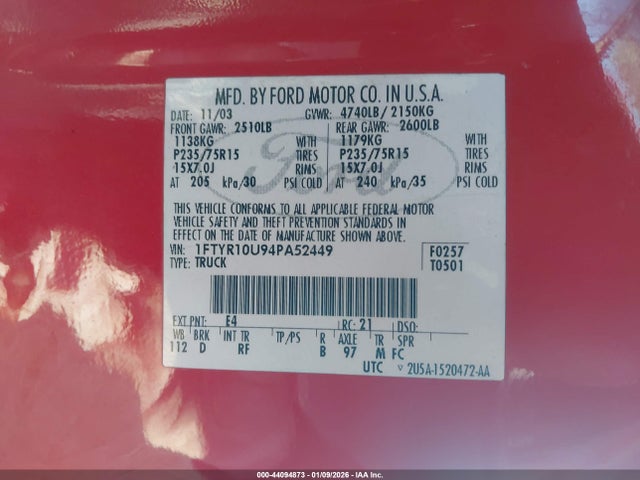 MFD. BY FORD MOTOR CO. IN U.S.A.
DATE: 11/03 GVWR: 4740LB/ 2150KG
FRONT GAWR: 2510LB REAR GAWR: 2600LB
1138KG WITH 1179KG WITH
P235/75R15 TIRES P235/75R15 TIRES
15X7.0J RIMS 15X7.0J RIMS
AT 205 kPa/30 PSI COLD AT 240 kPa/35 PSI COLD
Ford
THIS VEHICLE CONFORMS TO ALL APPLICABLE FEDERAL MOTOR
VEHICLE SAFETY AND THEFT PREVENTION STANDARDS
IN EFFECT ON THE DATE OF MANUFACTURE SHOWN ABOVE.
VIN: 1FTYR10U94PA52449 F0257
TYPE: TRUCK T0501
EXT PNT: E4 RC: 21 DSO:
WB BRK INT TR TP/PS R AXLE TR SPR
112 D RF B 97 M FC
UTC 2U5A-1520472-AA
000-44094873 - 01/09/2026 - IAA Inc.